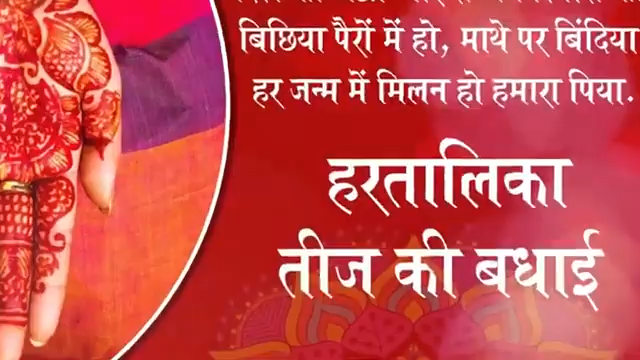 बिछिया पैरों में हो, माथे पर बिंदिया
हर जन्म में मिलन हो हमारा पिया.
हरतालिका
तीज की बधाई